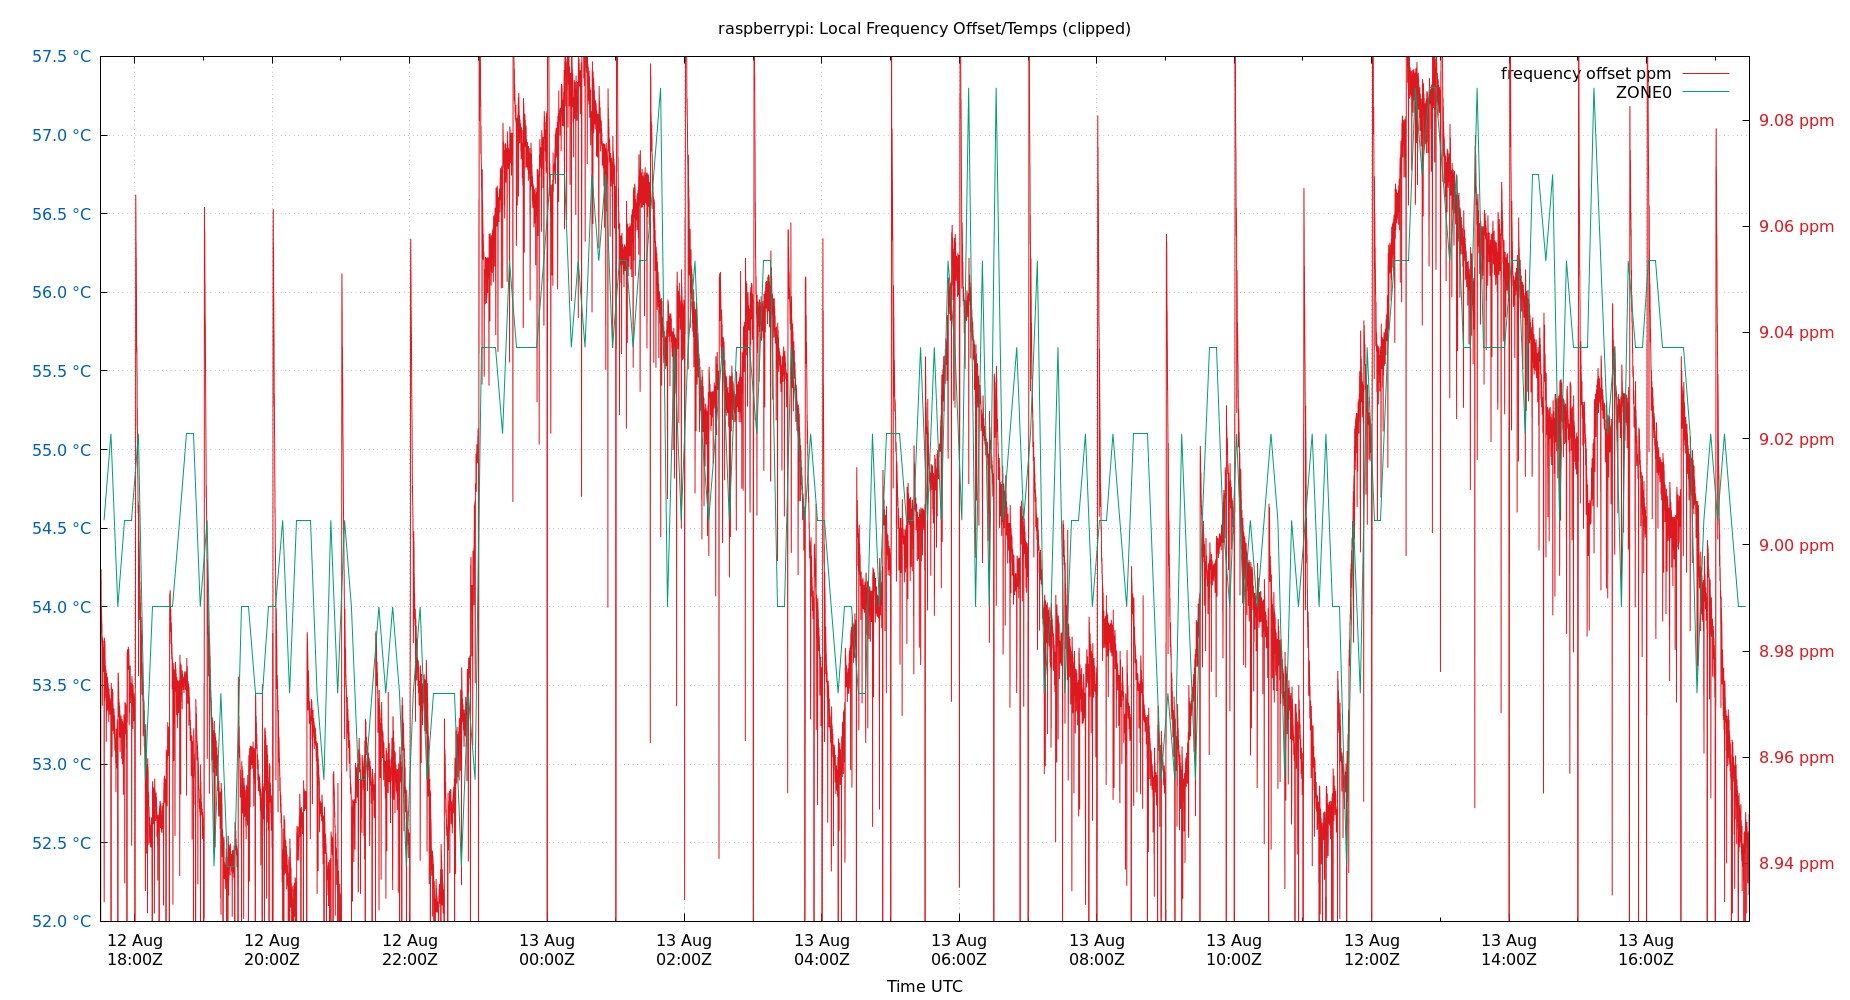 raspberrypi: Local Frequency Offset/Temps (clipped)
57.5 °C
57.0 °C
56.5 °C
56.0 °C
55.5 °C
55.0 °C
54.5 °C
54.0 °C
53.5 °C
53.0 °C
52.5 °C
52.0 °C
frequency offset ppm
ZONE0
9.08 ppm
9.06 ppm
9.04 ppm
9.02 ppm
9.00 ppm
8.98 ppm
8.96 ppm
8.94 ppm
12 Aug 12 Aug 12 Aug 13 Aug 13 Aug 13 Aug 13 Aug 13 Aug 13 Aug 13 Aug 13 Aug 13 Aug
18:00Z 20:00Z 22:00Z 00:00Z 02:00Z 04:00Z 06:00Z 08:00Z 10:00Z 12:00Z 14:00Z 16:00Z
Time UTC